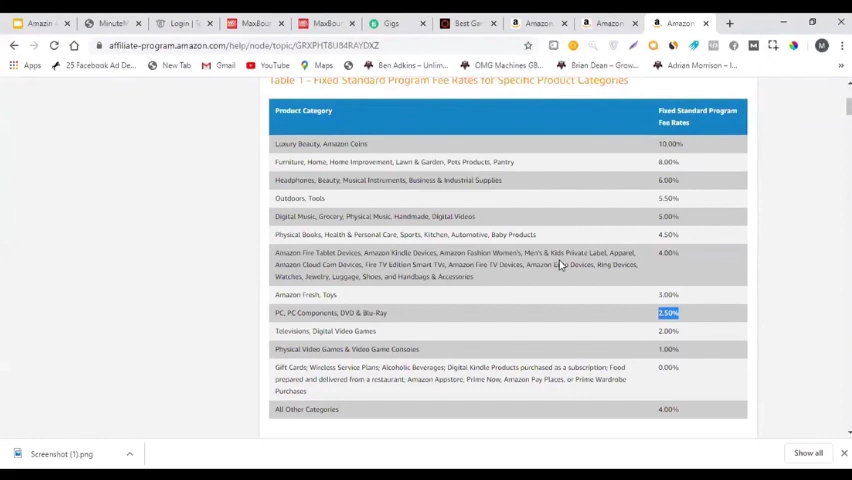 Amazin
MinuteM
Login | Te
MaxBour
MaxBour
Gigs
Best Gar
Amazon
Amazon
Amazon
affiliate-program.amazon.com/help/node/topic/GRXPHT8U84RAYDXZ
M
Apps
25 Facebook Ad De...
New Tab
Gmail
YouTube
Maps
Ben Adkins – Unlim...
OMG Machines G8...
Brian Dean – Grow...
Adrian Morrison – I...
Table 1 - Fixed Standard Program Fee Rates for Specific Product Categories
Product Category
Fixed Standard Program
Fee Rates
Luxury Beauty, Amazon Coins
10.00%
Furniture, Home, Home Improvement, Lawn & Garden, Pets Products, Pantry
8.00%
Headphones, Beauty, Musical Instruments, Business & Industrial Supplies
6.00%
Outdoors, Tools
5.50%
Digital Music, Grocery, Physical Music, Handmade, Digital Videos
5.00%
Physical Books, Health & Personal Care, Sports, Kitchen, Automotive, Baby Products
4.50%
Amazon Fire Tablet Devices, Amazon Kindle Devices, Amazon Fashion Women's, Men's & Kids Private Label, Apparel,
4.00%
Amazon Cloud Cam Devices, Fire TV Edition Smart TVs, Amazon Fire TV Devices, Amazon Echo Devices, Ring Devices,
Watches, Jewelry, Luggage, Shoes, and Handbags & Accessories
Amazon Fresh, Toys
3.00%
PC, PC Components, DVD & Blu-Ray
2.50%
Televisions, Digital Video Games
2.00%
Physical Video Games & Video Game Consoles
1.00%
Gift Cards; Wireless Service Plans; Alcoholic Beverages; Digital Kindle Products purchased as a subscription; Food
0.00%
prepared and delivered from a restaurant; Amazon Appstore, Prime Now, Amazon Pay Places, or Prime Wardrobe
Purchases
All Other Categories
4.00%
Screenshot (1).png
Show all